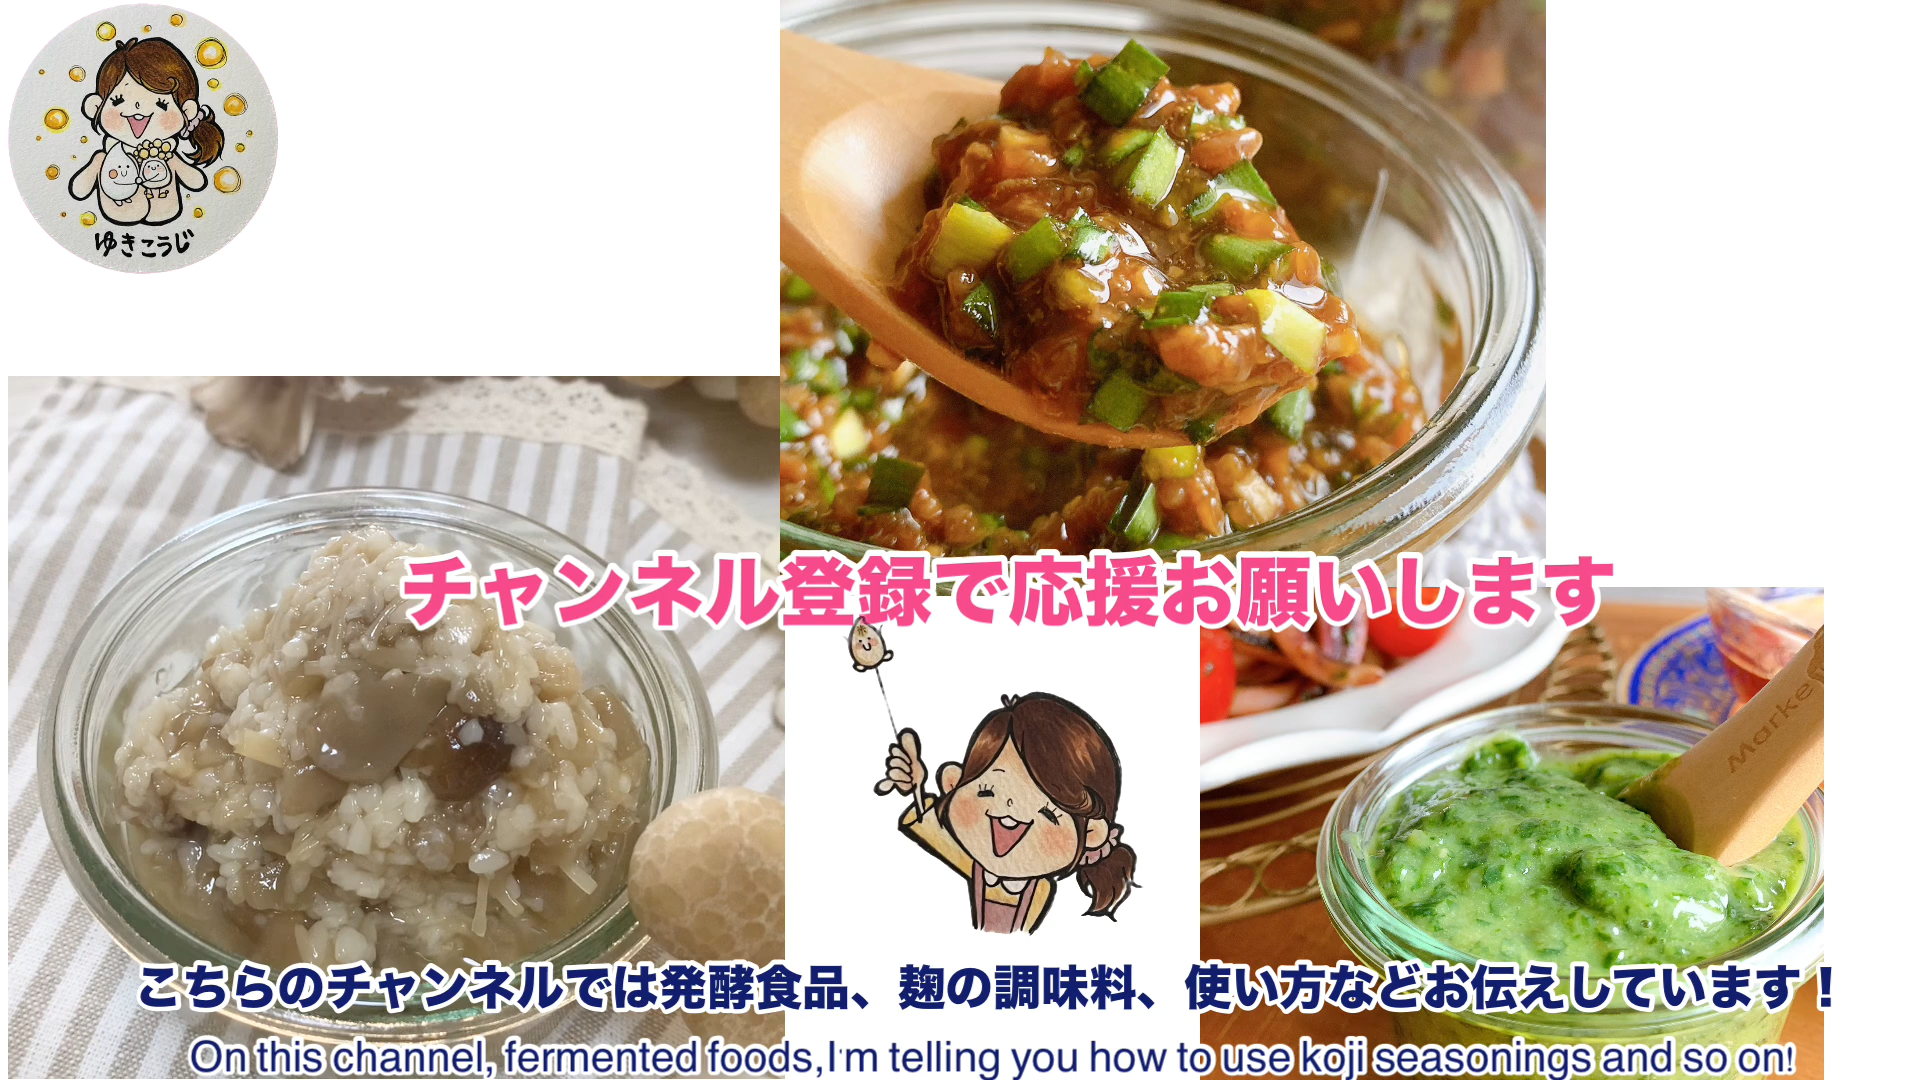 ゆきこうじ
チャンネル登録で応援お願いします
Marke
こちらのチャンネルでは発酵食品、麹の調味料、使い方などお伝えしています！
On this channel, fermented foods,I'm telling you how to use koji seasonings and so on!